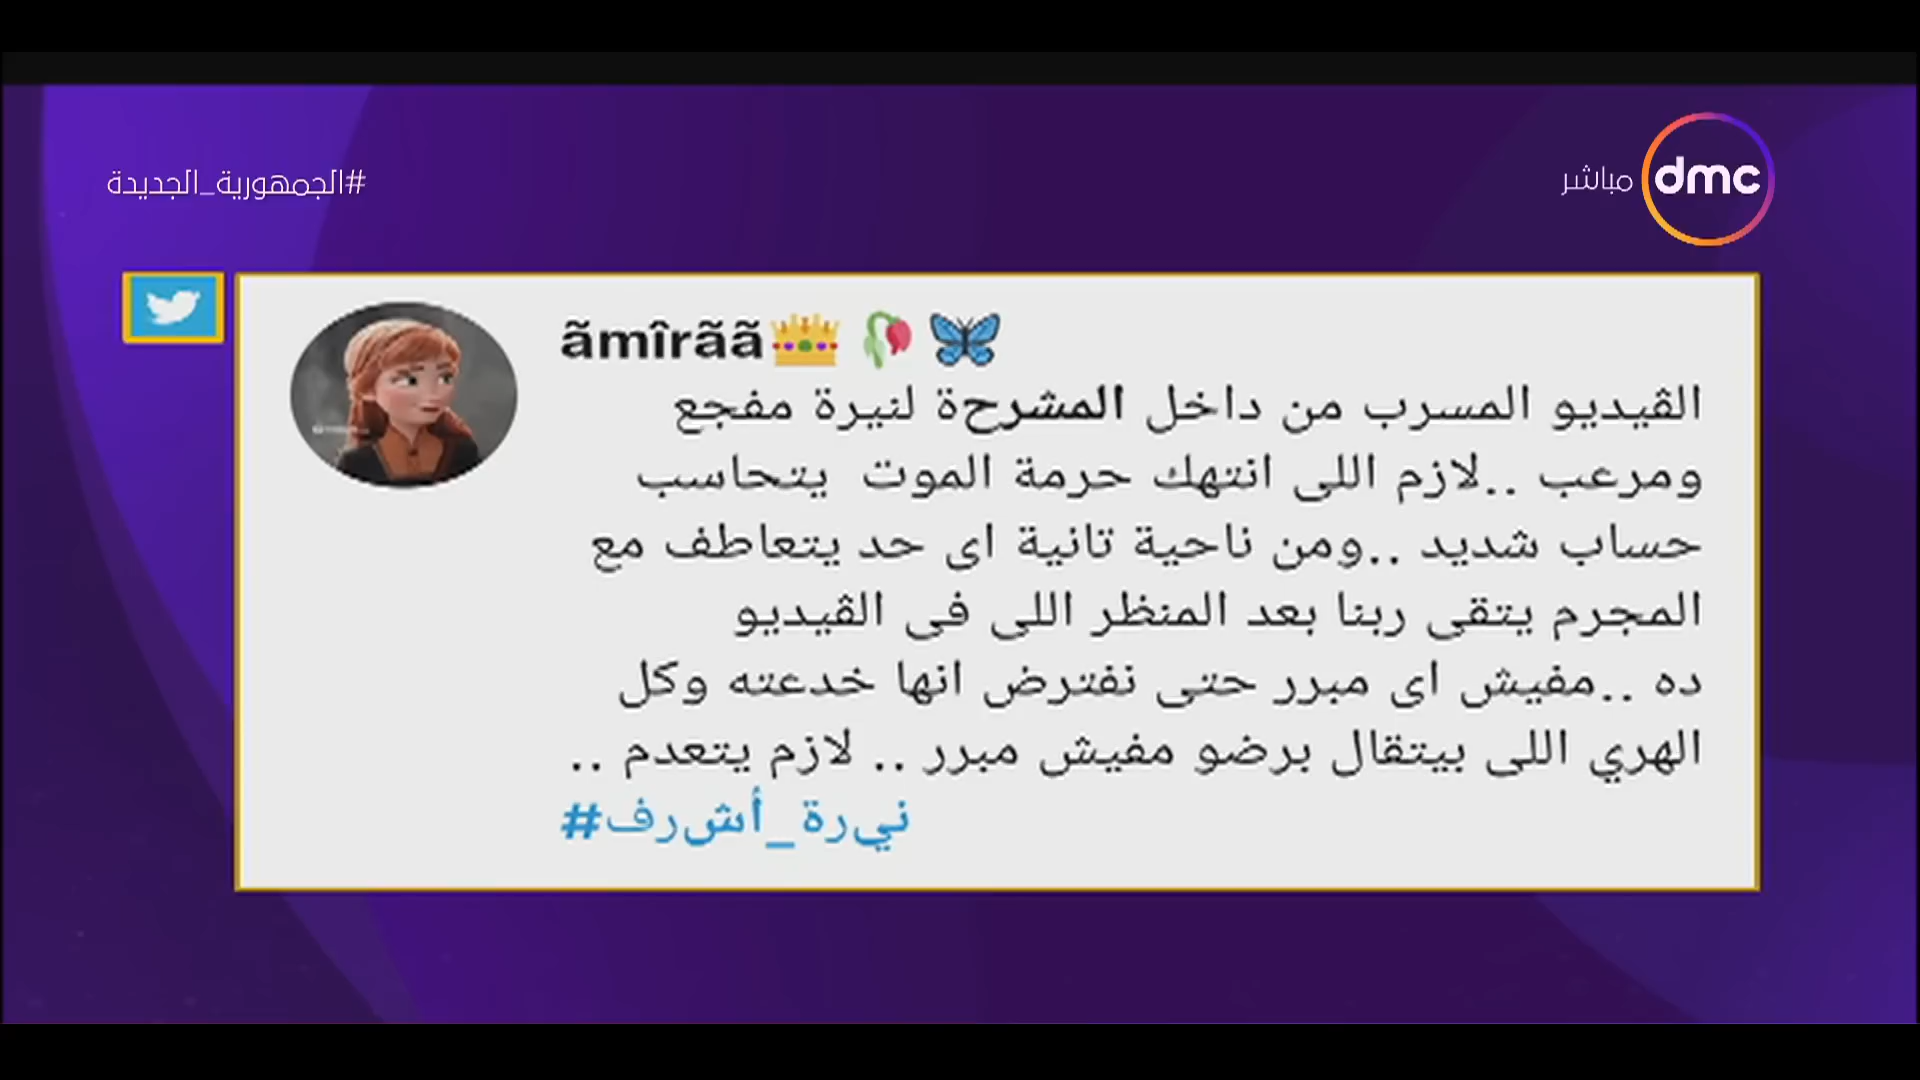 #الجمهورية_الجديدة
مباشر dmc
ãmîrãã👑 🥀 🦋
الڤيديو المسرب من داخل المشرحة لنيرة مفجع
ومرعب ..لازم اللى انتهك حرمة الموت يتحاسب
حساب شديد ..ومن ناحية تانية اى حد يتعاطف مع
المجرم يتقى ربنا بعد المنظر اللى فى الڤيديو
ده ..مفيش اى مبرر حتى نفترض انها خدعته وكل
الهري اللى بيتقال برضو مفيش مبرر .. لازم يتعدم ..
#نيرة_أشرف